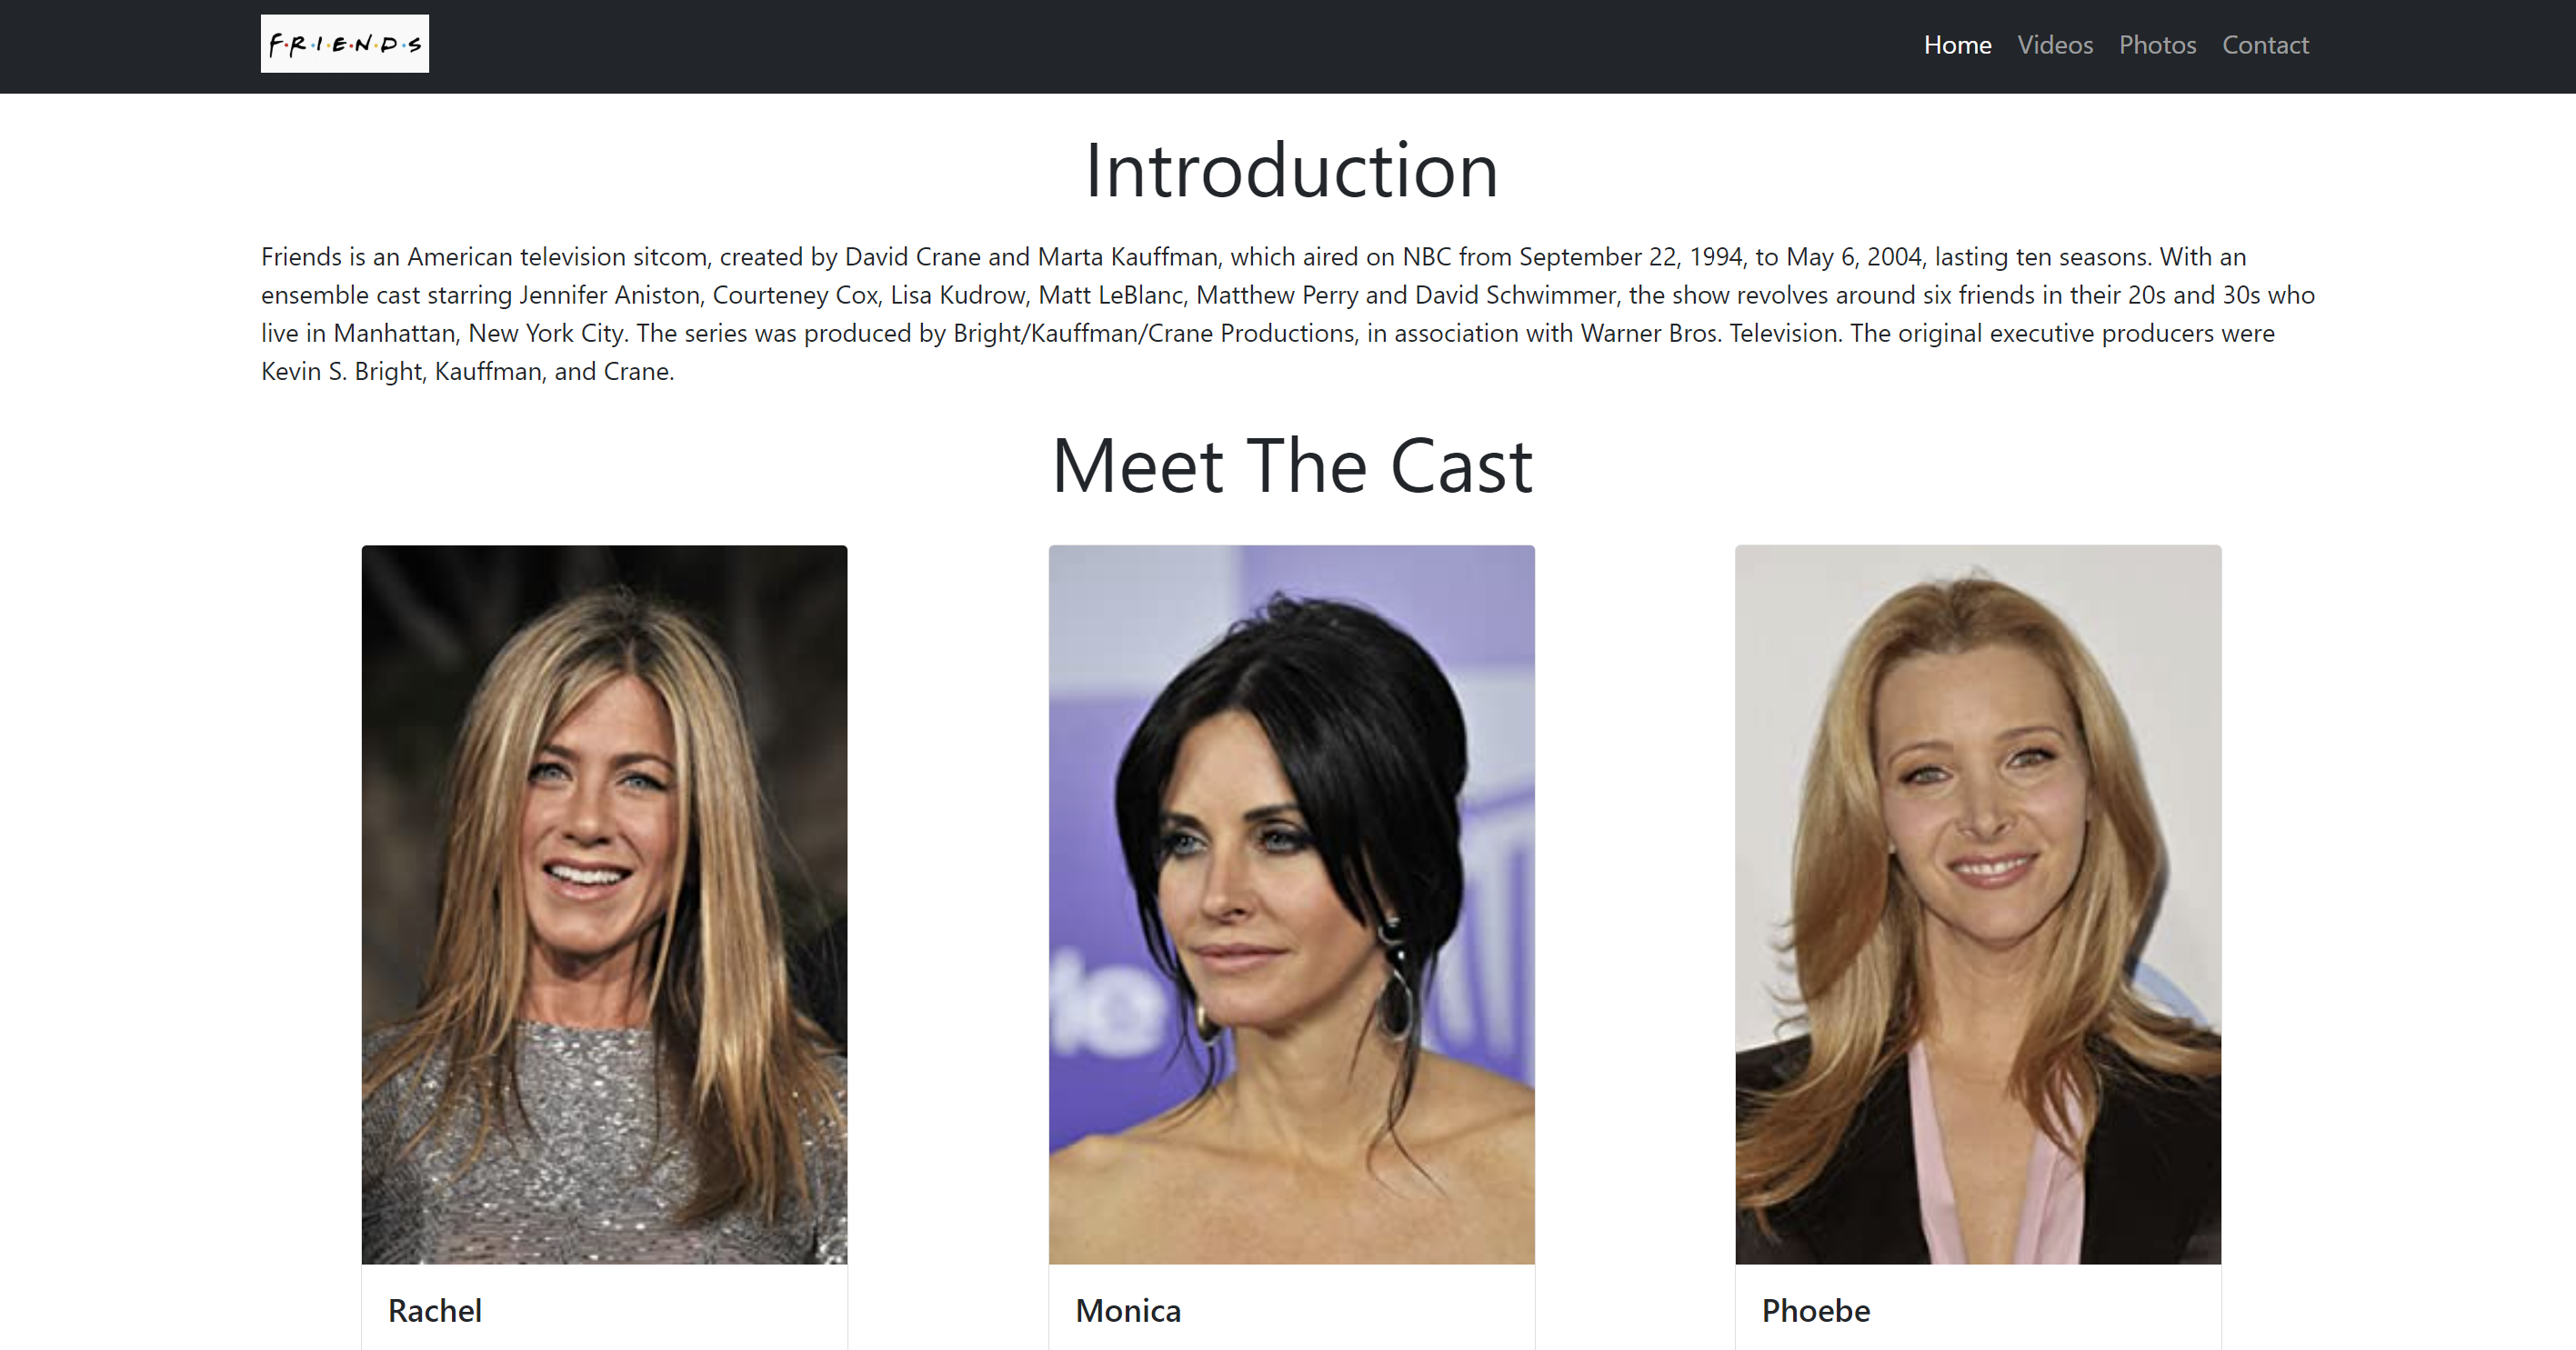 F·R·I·E·N·D·S
Home Videos Photos Contact
Introduction
Friends is an American television sitcom, created by David Crane and Marta Kauffman, which aired on NBC from September 22, 1994, to May 6, 2004, lasting ten seasons. With an
ensemble cast starring Jennifer Aniston, Courteney Cox, Lisa Kudrow, Matt LeBlanc, Matthew Perry and David Schwimmer, the show revolves around six friends in their 20s and 30s who
live in Manhattan, New York City. The series was produced by Bright/Kauffman/Crane Productions, in association with Warner Bros. Television. The original executive producers were
Kevin S. Bright, Kauffman, and Crane.
Meet The Cast
Rachel
Monica
Phoebe